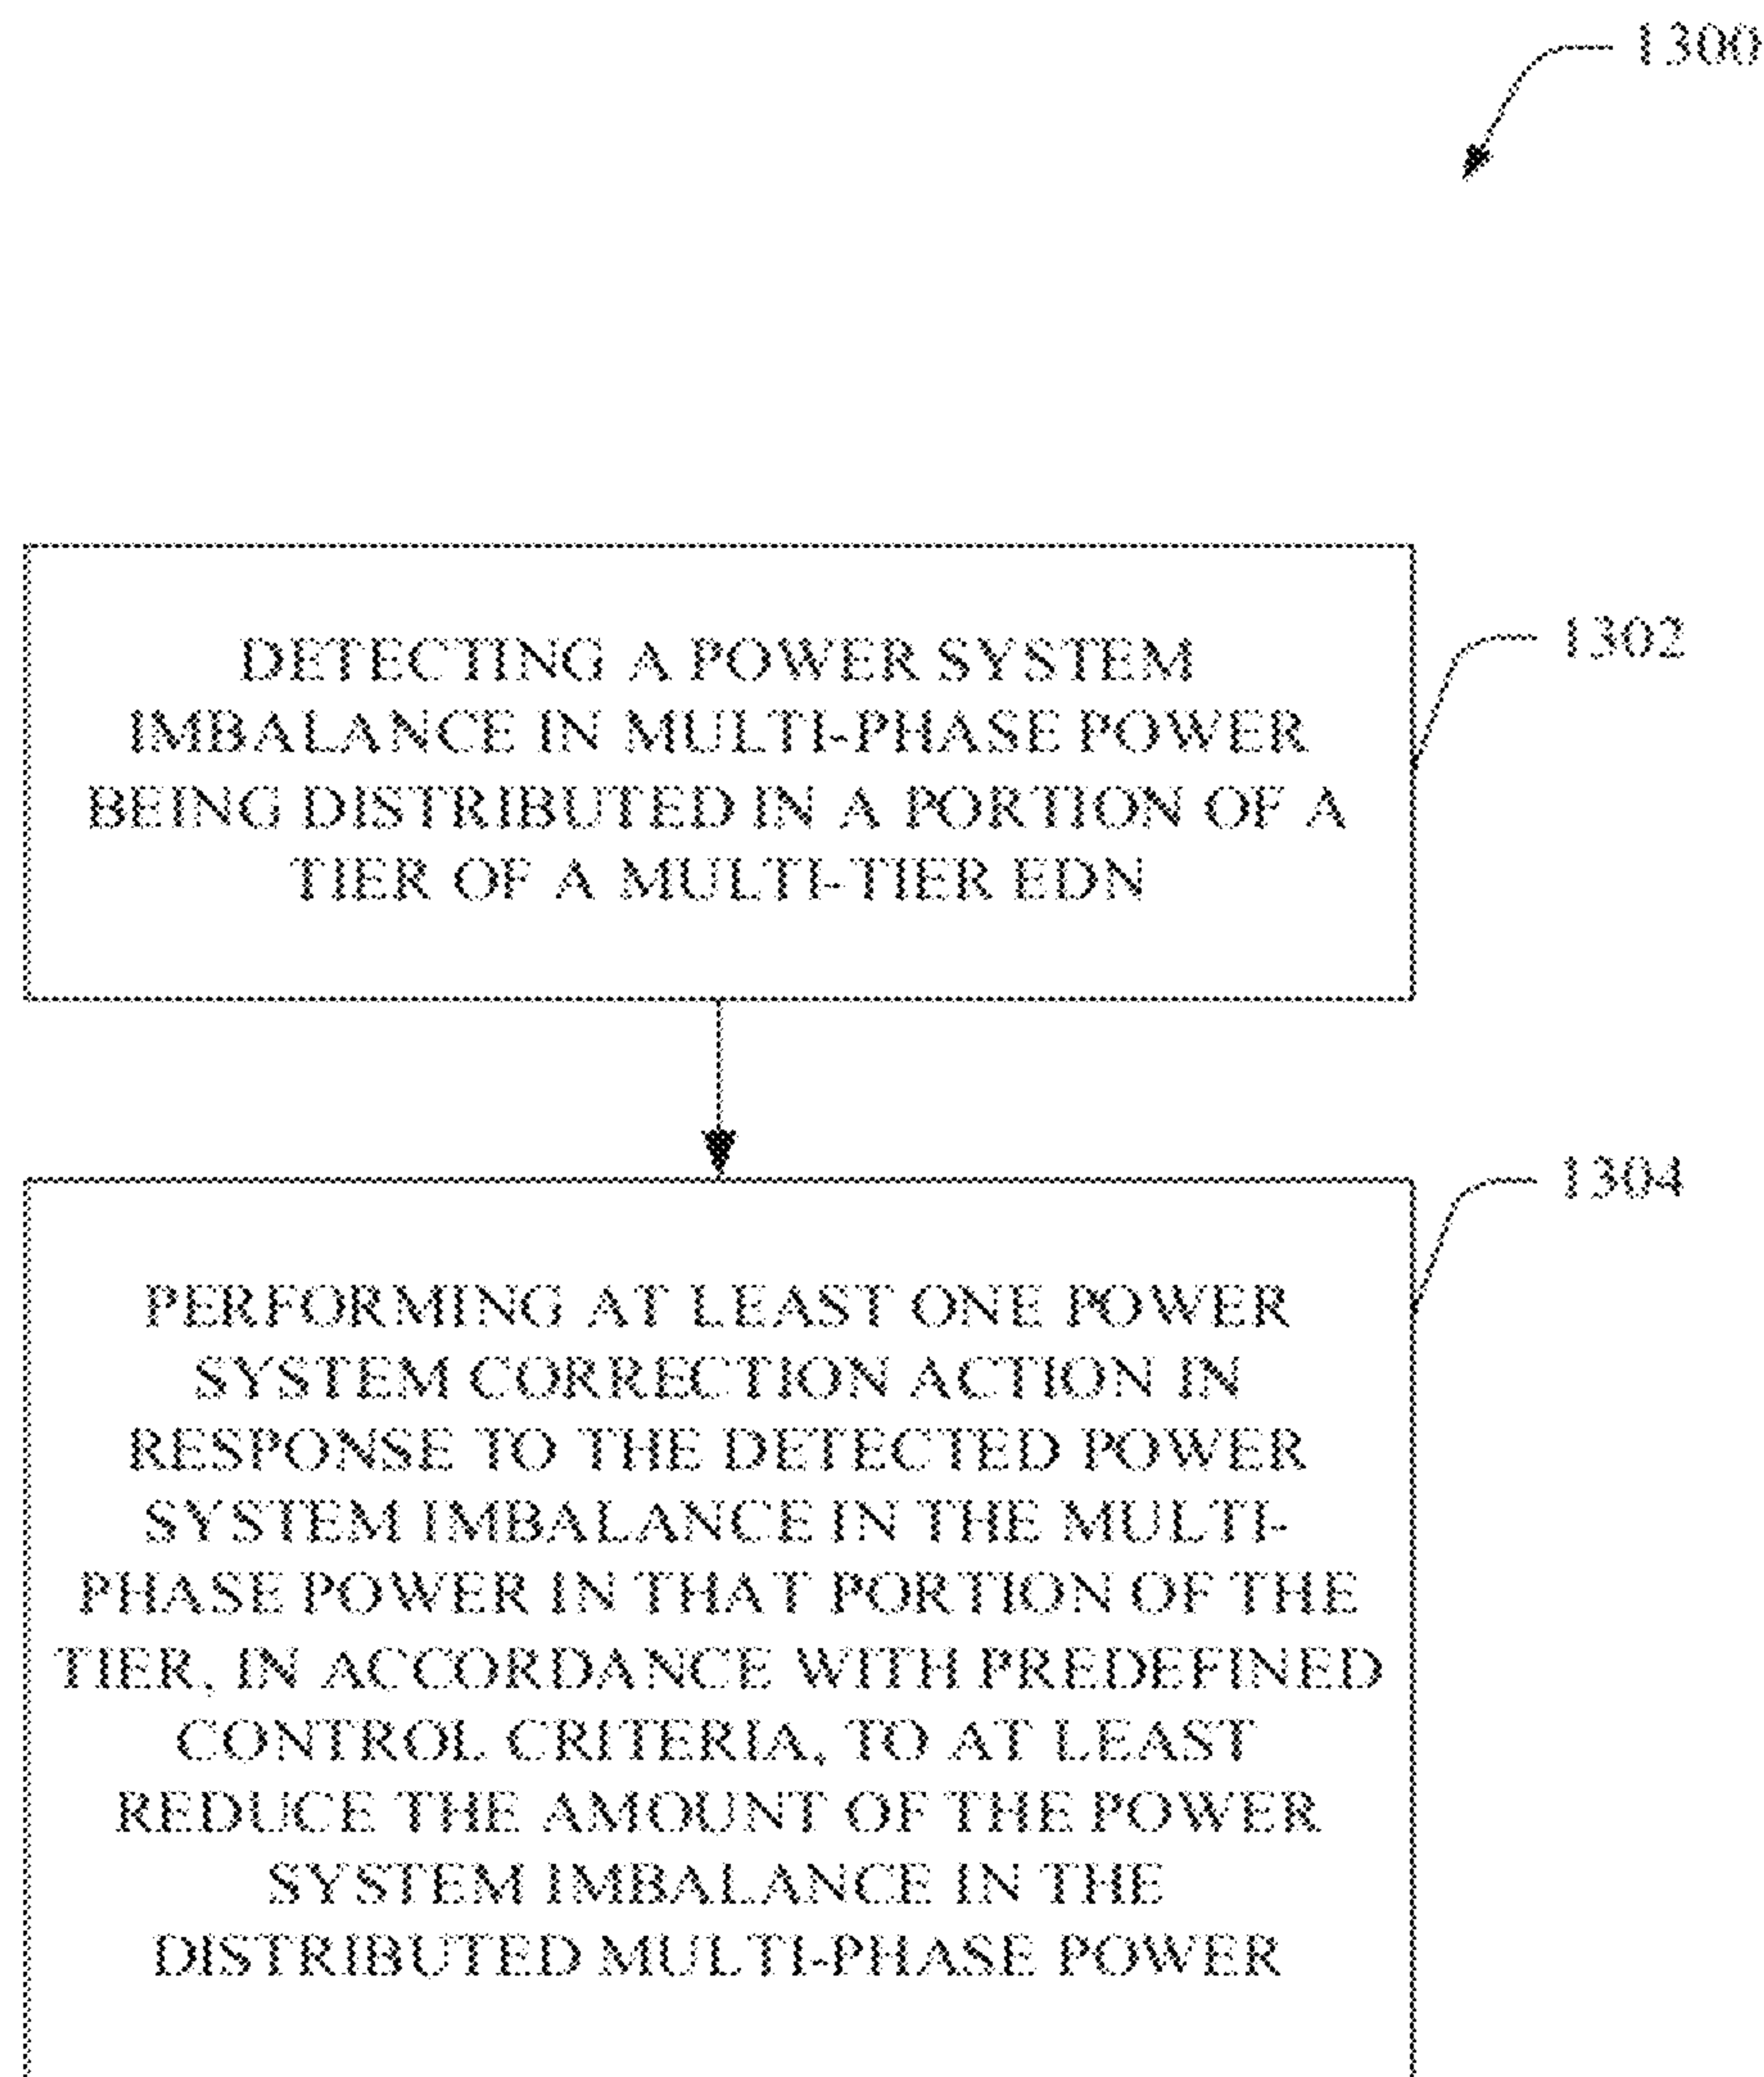 1300
DETECTING A POWER SYSTEM
IMBALANCE IN MULTI-PHASE POWER
BEING DISTRIBUTED IN A PORTION OF A
TIER OF A MULTI-TIER EDN
1302
PERFORMING AT LEAST ONE POWER
SYSTEM CORRECTION ACTION IN
RESPONSE TO THE DETECTED POWER
SYSTEM IMBALANCE IN THE MULTI-
PHASE POWER IN THAT PORTION OF THE
TIER, IN ACCORDANCE WITH PREDEFINED
CONTROL CRITERIA, TO AT LEAST
REDUCE THE AMOUNT OF THE POWER
SYSTEM IMBALANCE IN THE
DISTRIBUTED MULTI-PHASE POWER
1304